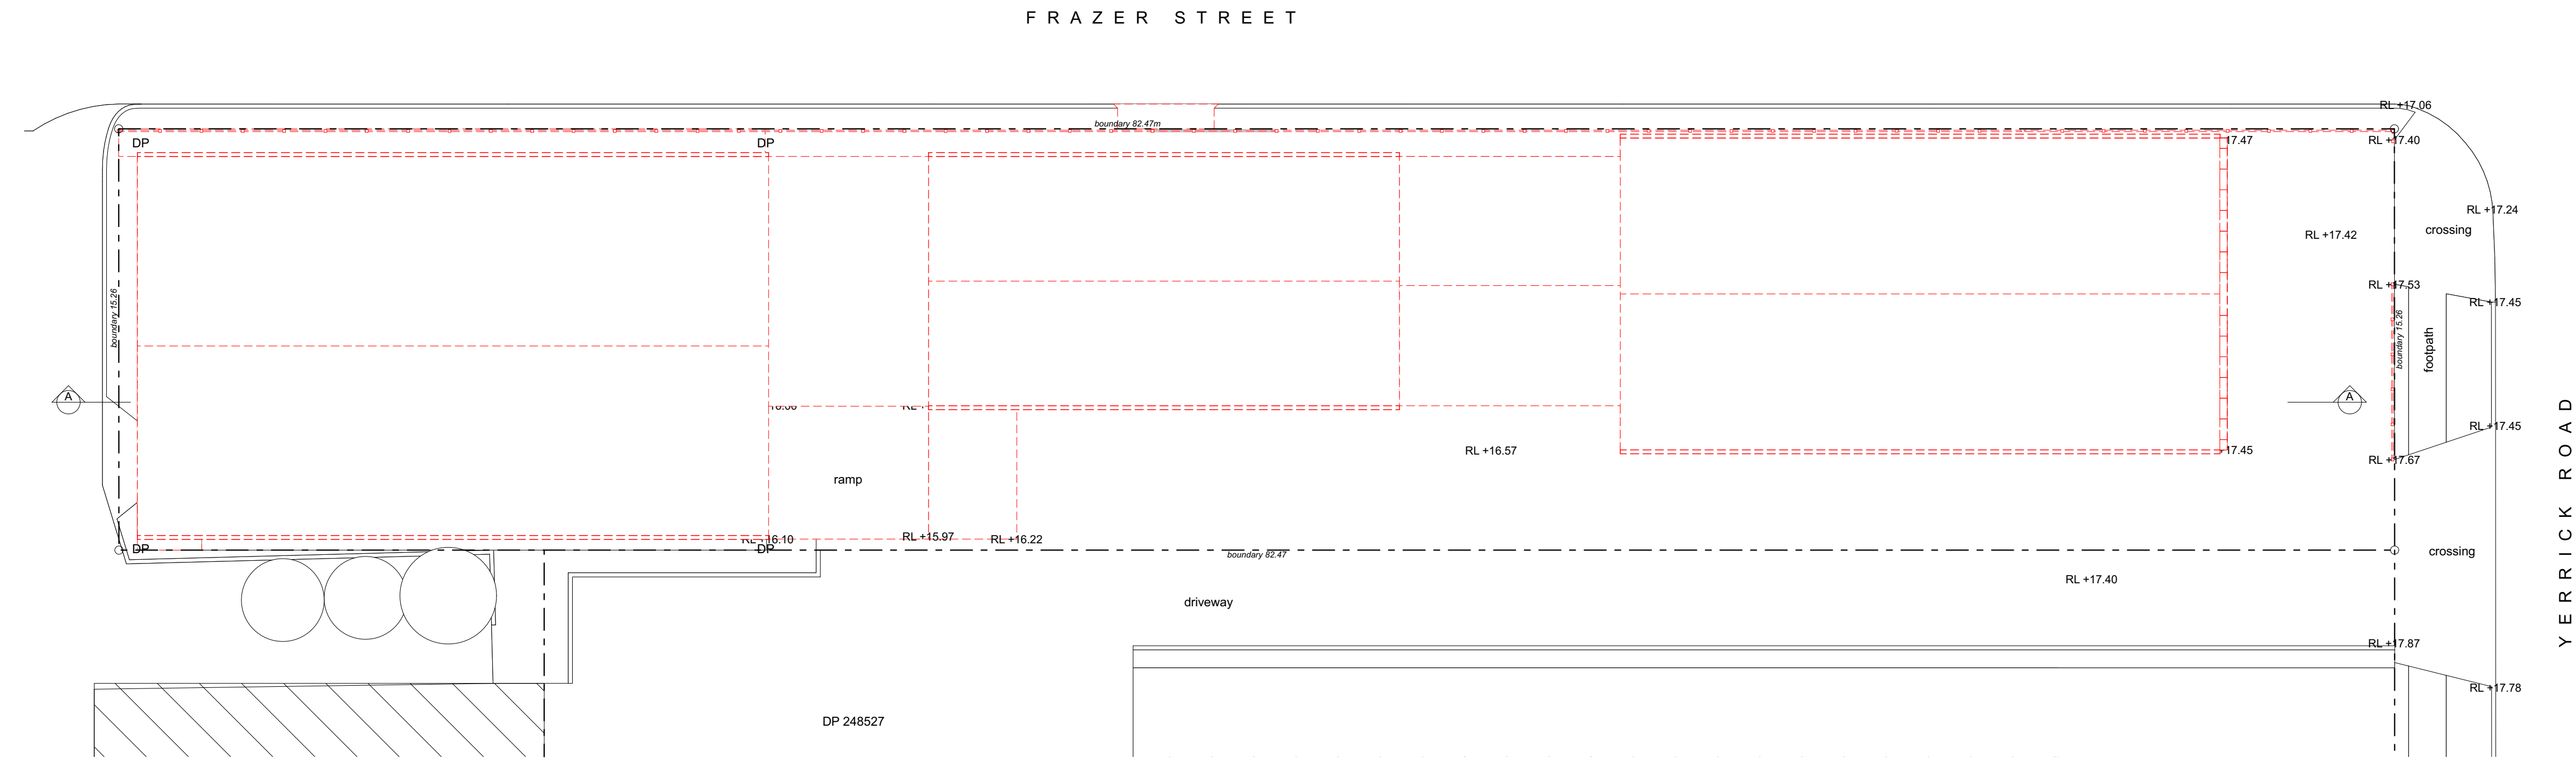 FRAZER STREET
RL +17.06
boundary 82.47m
DP
DP
17.47
RL +17.40
RL +17.24
crossing
RL +17.42
RL +17.53
RL +17.45
boundary 15.26
boundary 15.26
footpath
A
A
RL +17.45
YERRICK ROAD
RL +16.57
17.45
RL +17.67
ramp
RL +15.97
RL +16.22
RL +16.10
DP
DP
boundary 82.47
crossing
RL +17.40
driveway
RL +17.87
RL +17.78
DP 248527